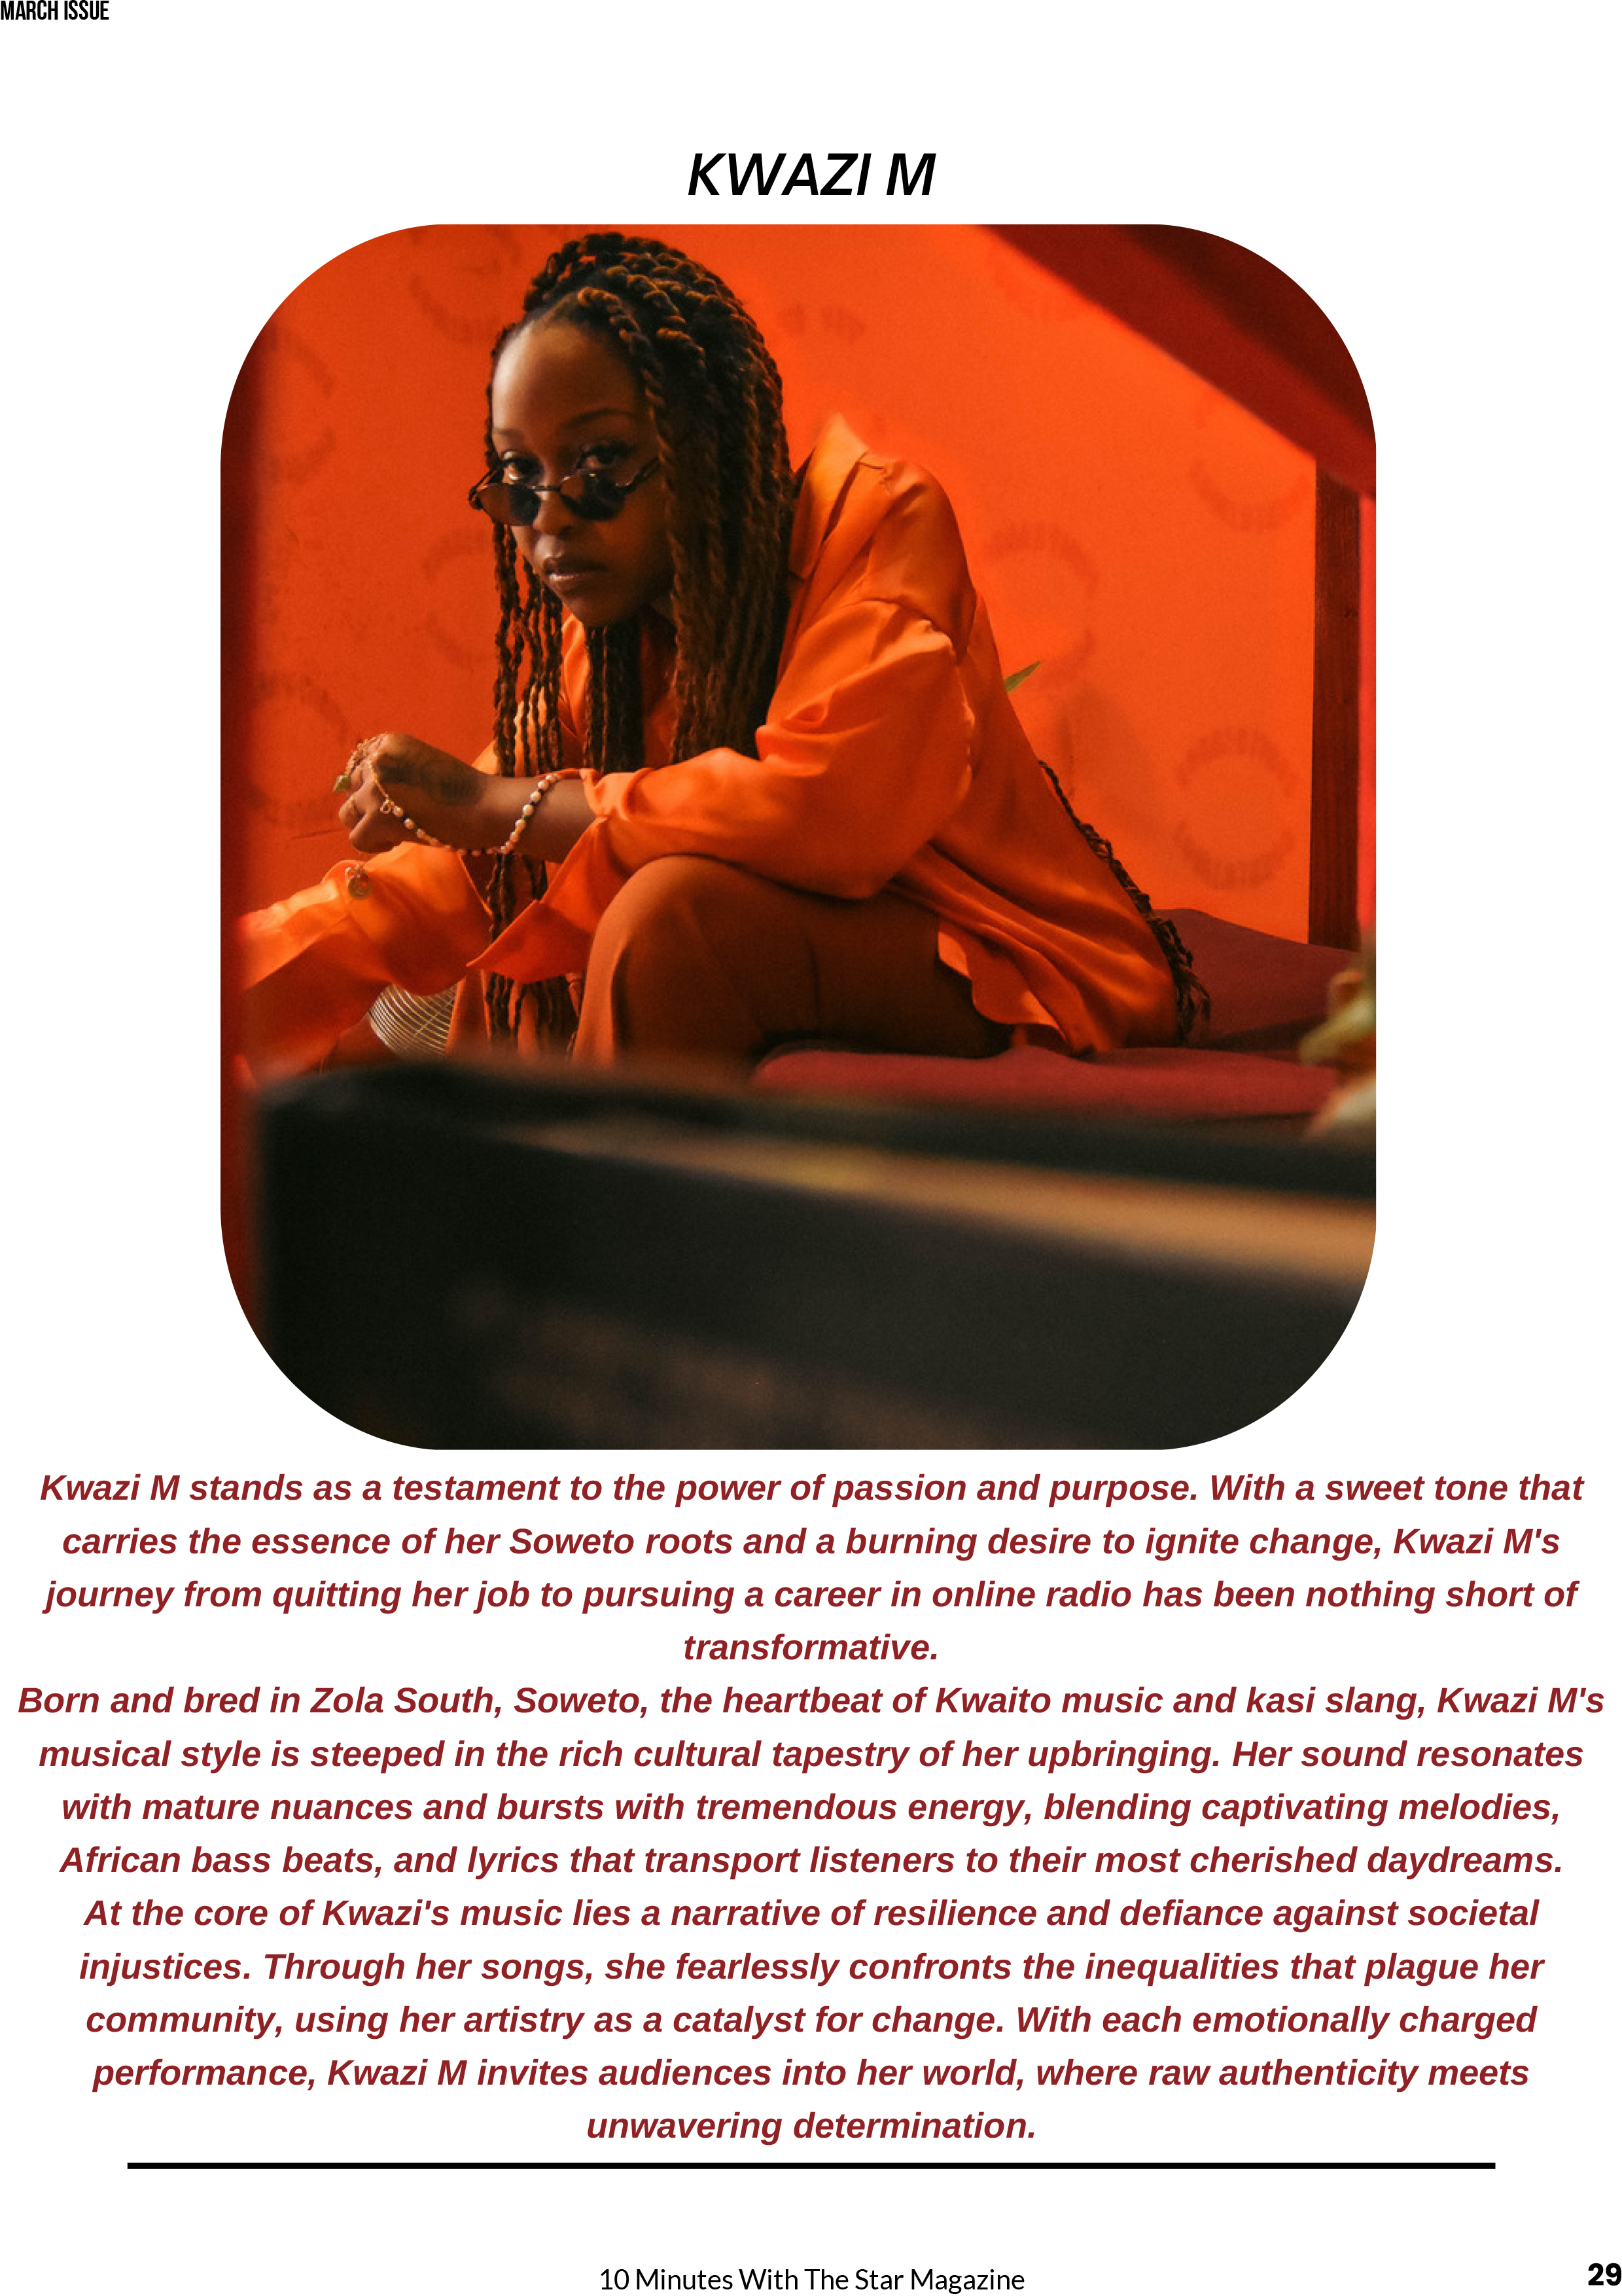 MARCH ISSUE
KWAZI M
Kwazi M stands as a testament to the power of passion and purpose. With a sweet tone that
carries the essence of her Soweto roots and a burning desire to ignite change, Kwazi M's
journey from quitting her job to pursuing a career in online radio has been nothing short of
transformative.
Born and bred in Zola South, Soweto, the heartbeat of Kwaito music and kasi slang, Kwazi M's
musical style is steeped in the rich cultural tapestry of her upbringing. Her sound resonates
with mature nuances and bursts with tremendous energy, blending captivating melodies,
African bass beats, and lyrics that transport listeners to their most cherished daydreams.
At the core of Kwazi's music lies a narrative of resilience and defiance against societal
injustices. Through her songs, she fearlessly confronts the inequalities that plague her
community, using her artistry as a catalyst for change. With each emotionally charged
performance, Kwazi M invites audiences into her world, where raw authenticity meets
unwavering determination.
10 Minutes With The Star Magazine
29